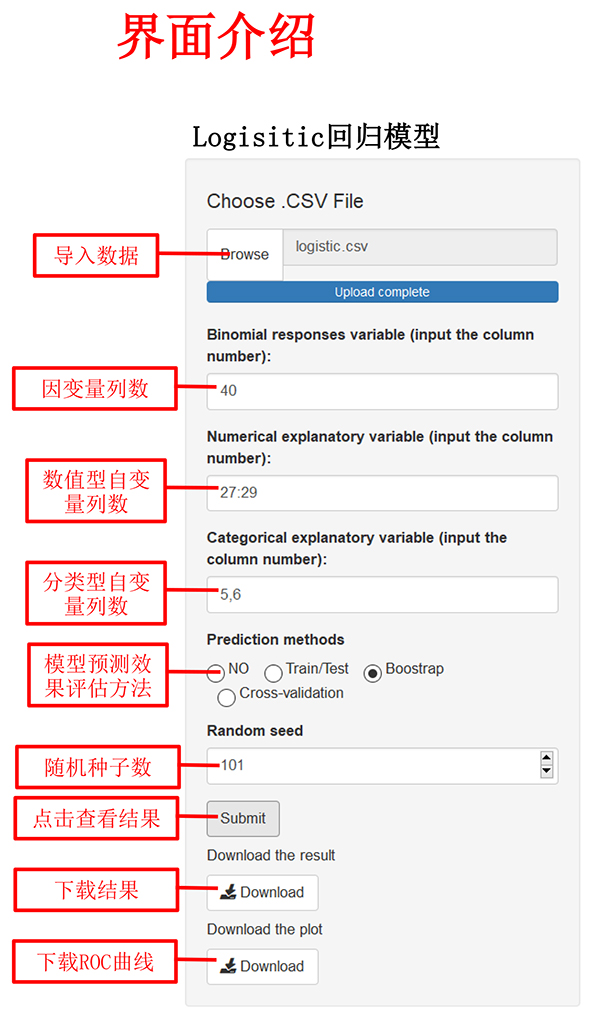 界面介绍
Logisitic回归模型
Choose .CSV File
导入数据
Browse
logistic.csv
Upload complete
Binomial responses variable (input the column
number):
因变量列数
40
Numerical explanatory variable (input the column
number):
数值型自变
量列数
27:29
Categorical explanatory variable (input the
column number):
分类型自变
量列数
5,6
Prediction methods
模型预测效
果评估方法
NO Train/Test Boostrap
Cross-validation
Random seed
随机种子数
101
点击查看结果
Submit
Download the result
下载结果
Download
Download the plot
下载ROC曲线
Download